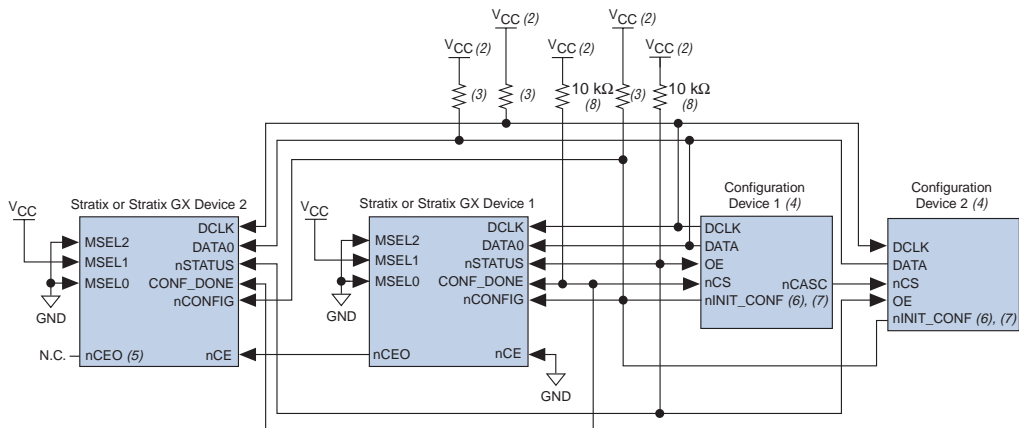 VCC (2)
VCC (2)
VCC (2)
VCC (2)
VCC (2)
(3)
(3)
10 kΩ
(8)
(3)
10 kΩ
(8)
Stratix or Stratix GX Device 2
VCC
MSEL2
MSEL1
MSEL0
GND
DCLK
DATA0
nSTATUS
CONF_DONE
nCONFIG
N.C.
nCEO (5)
nCE
Stratix or Stratix GX Device 1
VCC
MSEL2
MSEL1
MSEL0
GND
DCLK
DATA0
nSTATUS
CONF_DONE
nCONFIG
nCEO
nCE
GND
Configuration
Device 1 (4)
DCLK
DATA
OE
nCS
nCASC
nINIT_CONF (6), (7)
Configuration
Device 2 (4)
DCLK
DATA
nCS
OE
nINIT_CONF (6), (7)